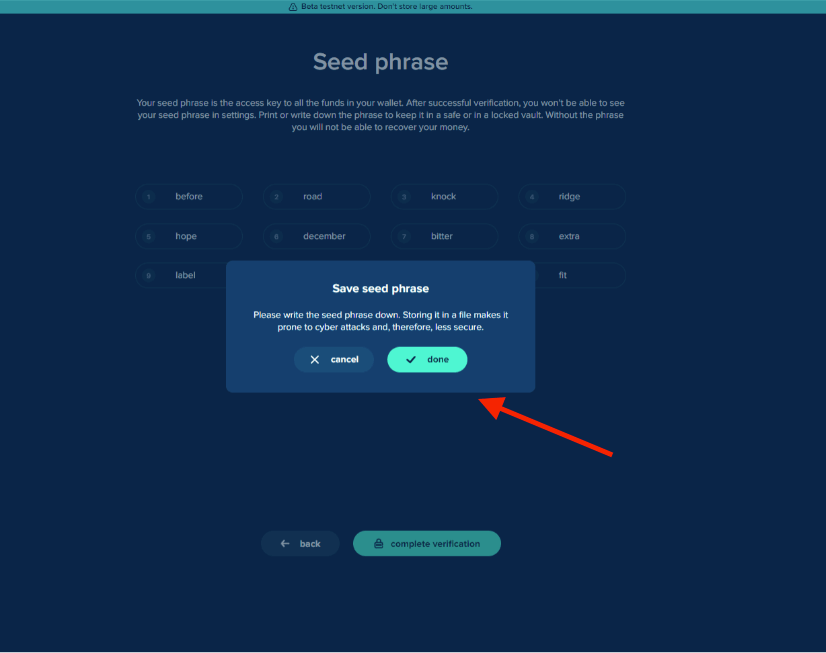 Beta testnet version. Don't store large amounts.
Seed phrase
Your seed phrase is the access key to all the funds in your wallet. After successful verification, you won't be able to see
your seed phrase in settings. Print or write down the phrase to keep it in a safe or in a locked vault. Without the phrase
you will not be able to recover your money.
1 before 2 road 3 knock 4 ridge
5 hope 6 december 7 bitter 8 extra
9 label fit
Save seed phrase
Please write the seed phrase down. Storing it in a file makes it
prone to cyber attacks and, therefore, less secure.
cancel done
back complete verification